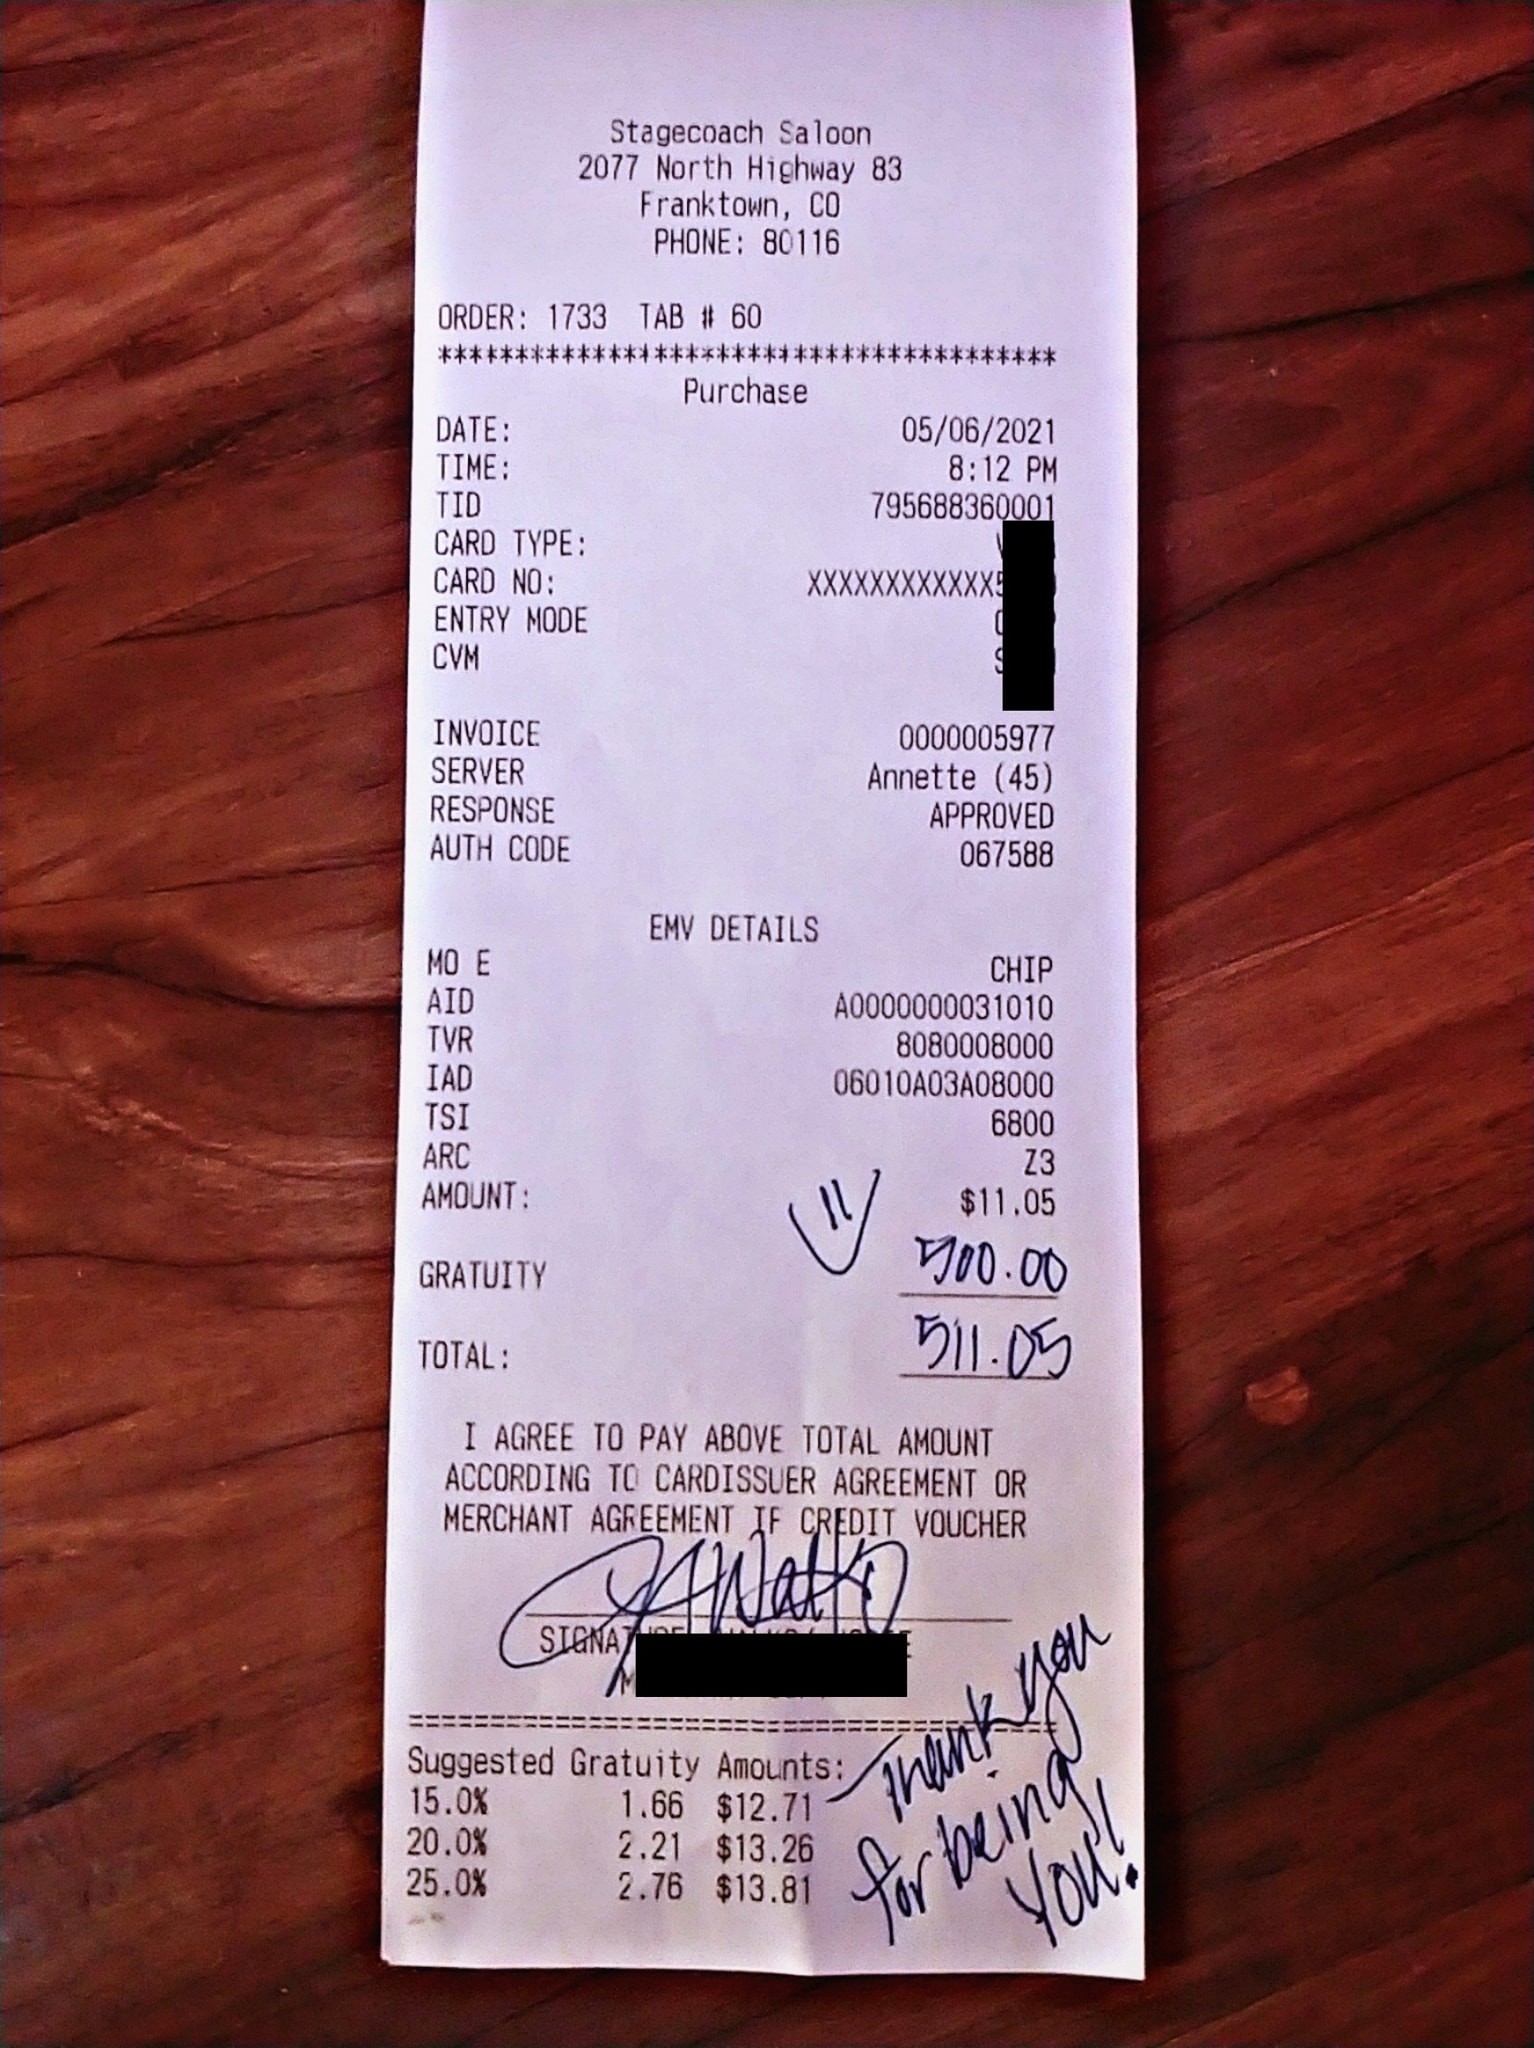 Stagecoach Saloon
2077 North Highway 83
Franktown, CO
PHONE: 80116
ORDER: 1733 TAB # 60
*****************************************
Purchase
DATE: 05/06/2021
TIME: 8:12 PM
TID 795688360001
CARD TYPE:
CARD NO: XXXXXXXXXXXX5
ENTRY MODE
CVM
INVOICE 0000005977
SERVER Annette (45)
RESPONSE APPROVED
AUTH CODE 067588
EMV DETAILS
MO E CHIP
AID A0000000031010
TVR 8080008000
IAD 06010A03A08000
TSI 6800
ARC Z3
AMOUNT: $11.05
GRATUITY 500.00
TOTAL: 511.05
I AGREE TO PAY ABOVE TOTAL AMOUNT
ACCORDING TO CARDISSUER AGREEMENT OR
MERCHANT AGREEMENT IF CREDIT VOUCHER
Suggested Gratuity Amounts:
15.0% 1.66 $12.71
20.0% 2.21 $13.26
25.0% 2.76 $13.81
Thank you
for being
you!